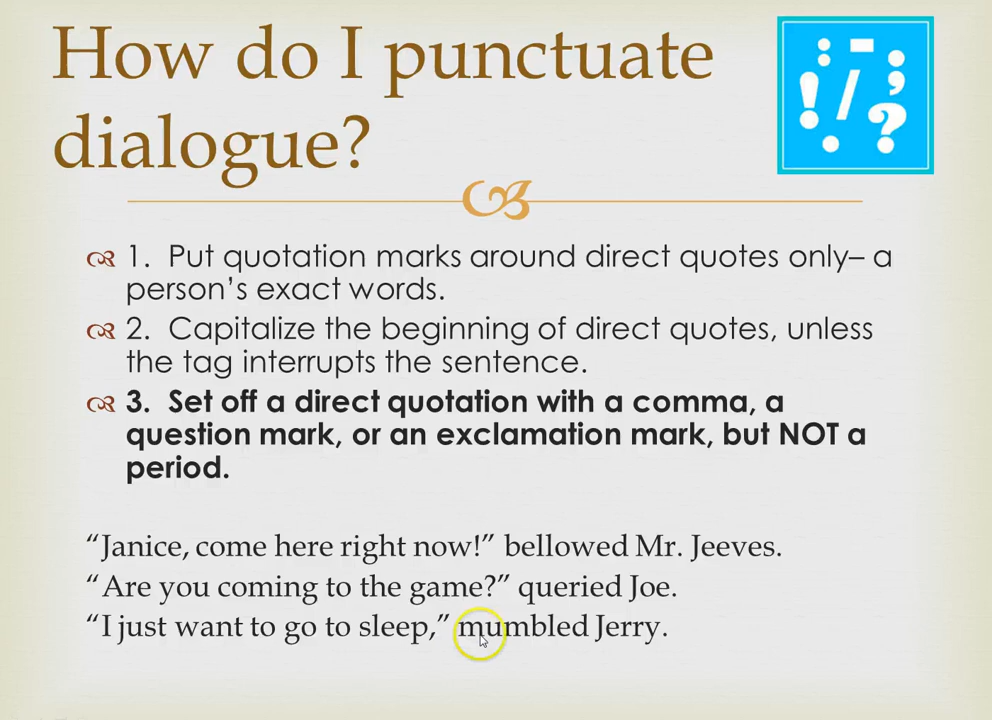 How do I punctuate
dialogue?
1. Put quotation marks around direct quotes only– a
person’s exact words.
2. Capitalize the beginning of direct quotes, unless
the tag interrupts the sentence.
3. Set off a direct quotation with a comma, a
question mark, or an exclamation mark, but NOT a
period.
“Janice, come here right now!” bellowed Mr. Jeeves.
“Are you coming to the game?” queried Joe.
“I just want to go to sleep,” mumbled Jerry.